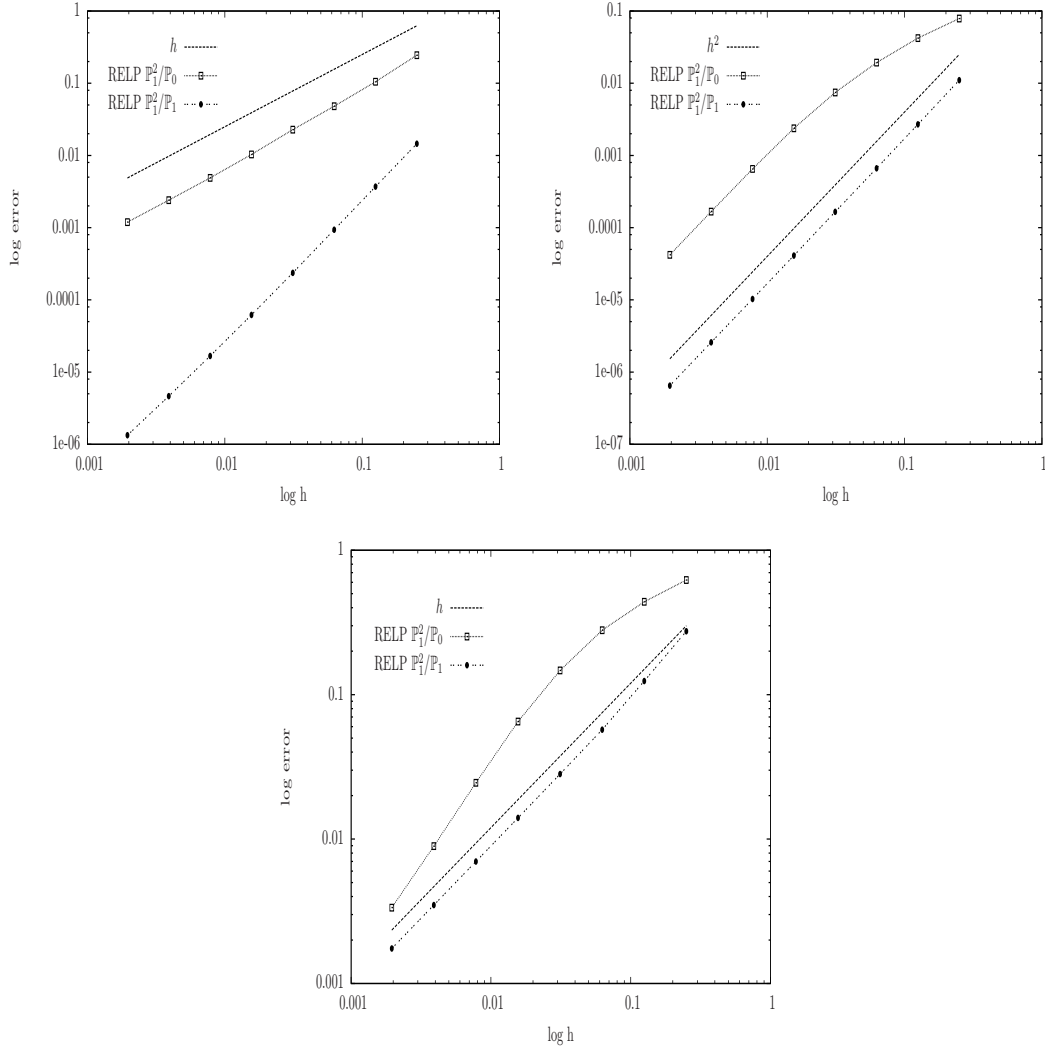 1
0.1
0.01
0.001
0.0001
1e-05
1e-06
0.001
0.01
0.1
1
log error
log h
h
RELP ℙ₁²/ℙ₀
RELP ℙ₁²/ℙ₁
0.1
0.01
0.001
0.0001
1e-05
1e-06
1e-07
0.001
0.01
0.1
1
log error
log h
h²
RELP ℙ₁²/ℙ₀
RELP ℙ₁²/ℙ₁
1
0.1
0.01
0.001
0.001
0.01
0.1
1
log error
log h
h
RELP ℙ₁²/ℙ₀
RELP ℙ₁²/ℙ₁